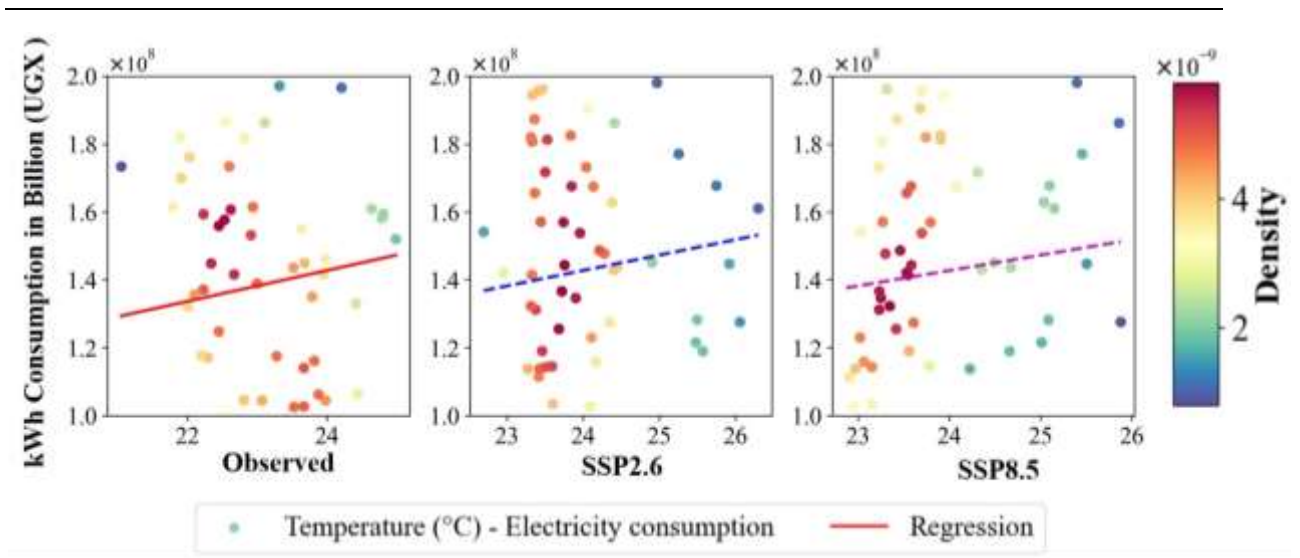 ×10⁸ ×10⁸ ×10⁸ ×10⁻⁹
kWh Consumption in Billion (UGX )
2.0 2.0 2.0
1.8 1.8 1.8
1.6 1.6 1.6
1.4 1.4 1.4
1.2 1.2 1.2
1.0 1.0 1.0
4
2
Density
22 24 23 24 25 26 23 24 25 26
Observed SSP2.6 SSP8.5
Temperature (°C) - Electricity consumption Regression